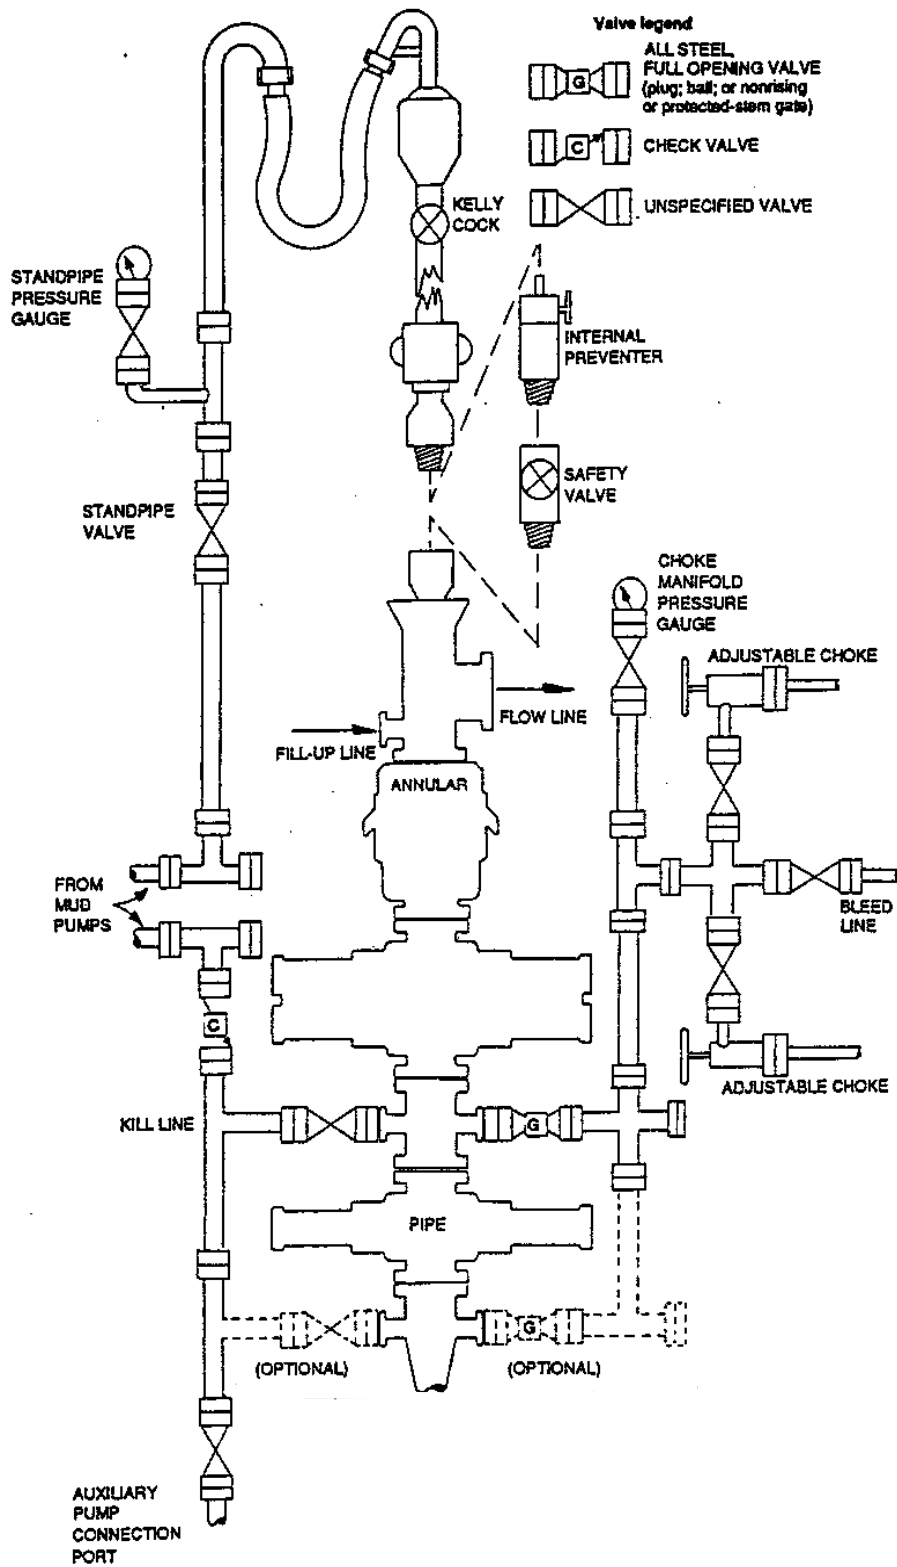 Valve legend
ALL STEEL,
FULL OPENING VALVE
(plug; ball; or nonrising
or protected-stem gate)
G
C
CHECK VALVE
UNSPECIFIED VALVE
KELLY
COCK
STANDPIPE
PRESSURE
GAUGE
INTERNAL
PREVENTER
SAFETY
VALVE
STANDPIPE
VALVE
CHOKE
MANIFOLD
PRESSURE
GAUGE
ADJUSTABLE CHOKE
FLOW LINE
FILL-UP LINE
ANNULAR
FROM
MUD
PUMPS
BLEED
LINE
C
ADJUSTABLE CHOKE
KILL LINE
G
PIPE
G
(OPTIONAL)
(OPTIONAL)
AUXILIARY
PUMP
CONNECTION
PORT